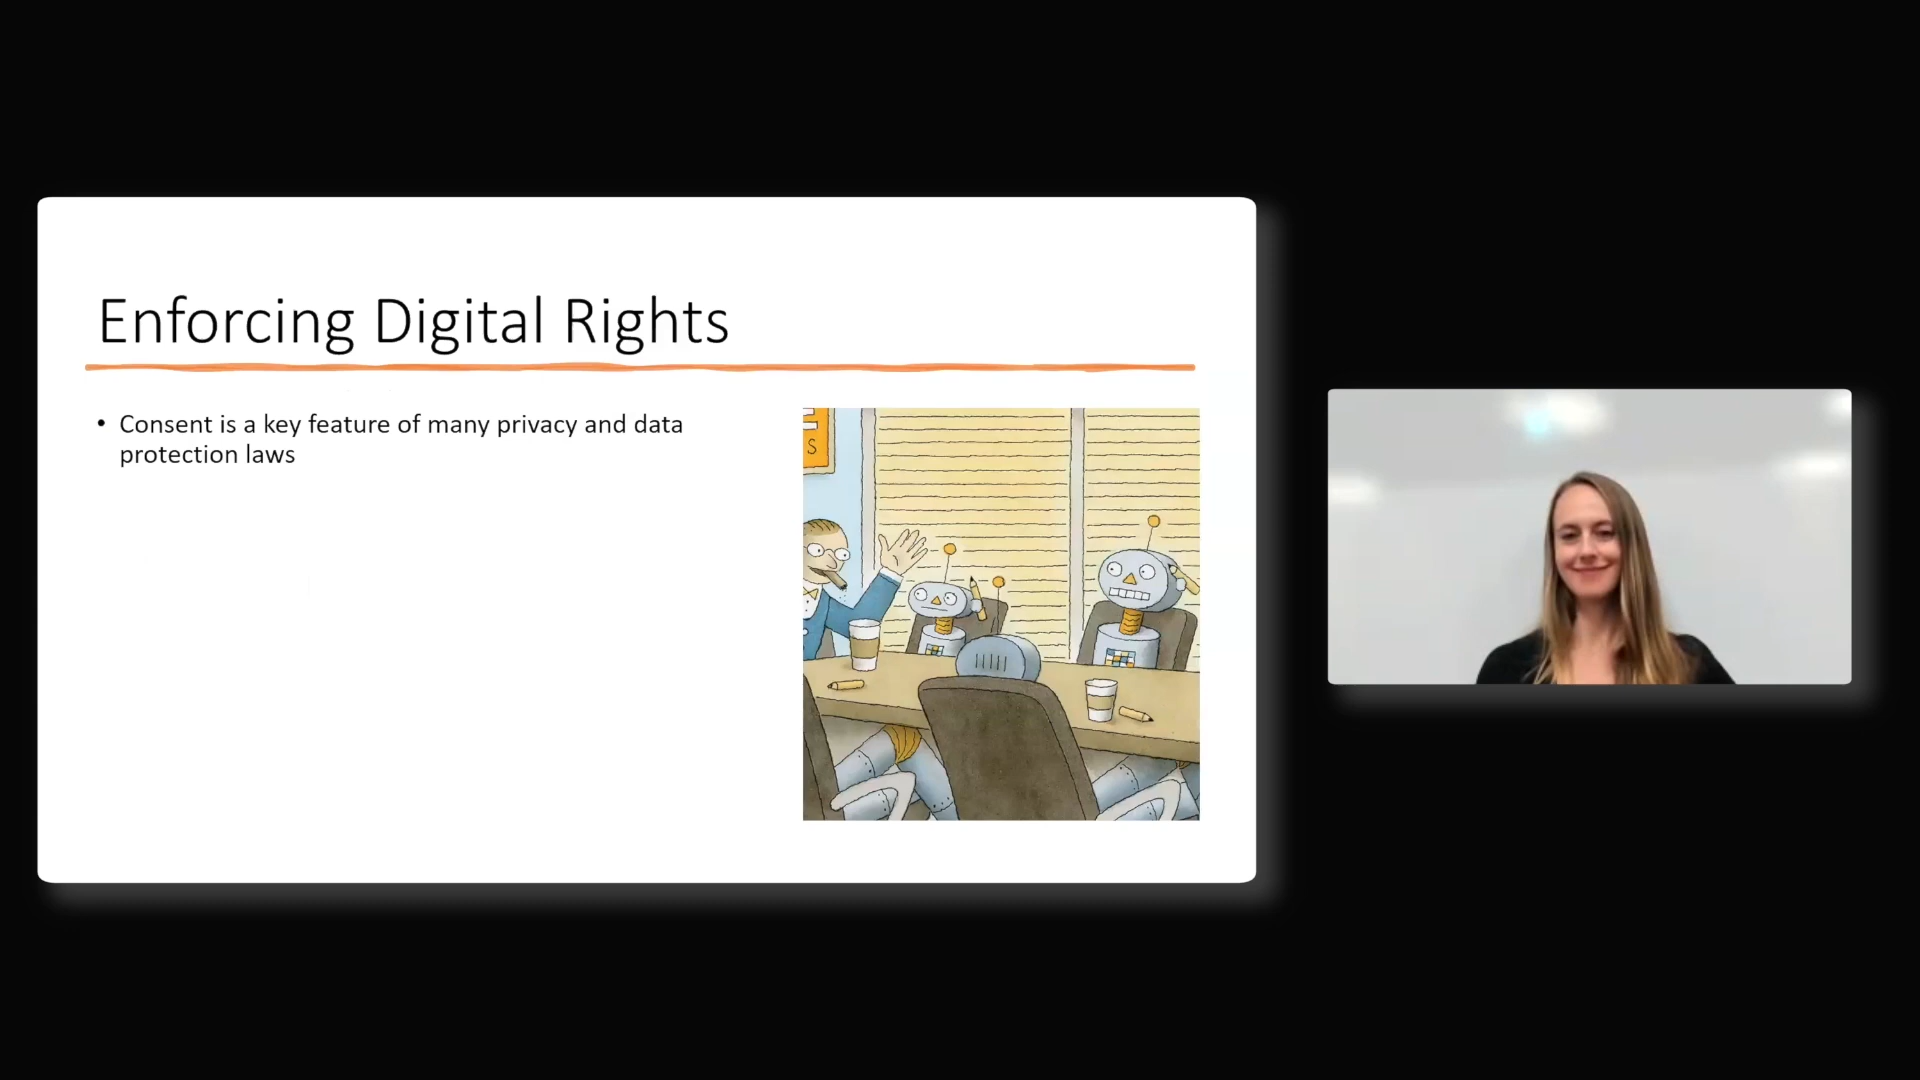 Enforcing Digital Rights
• Consent is a key feature of many privacy and data
protection laws
S